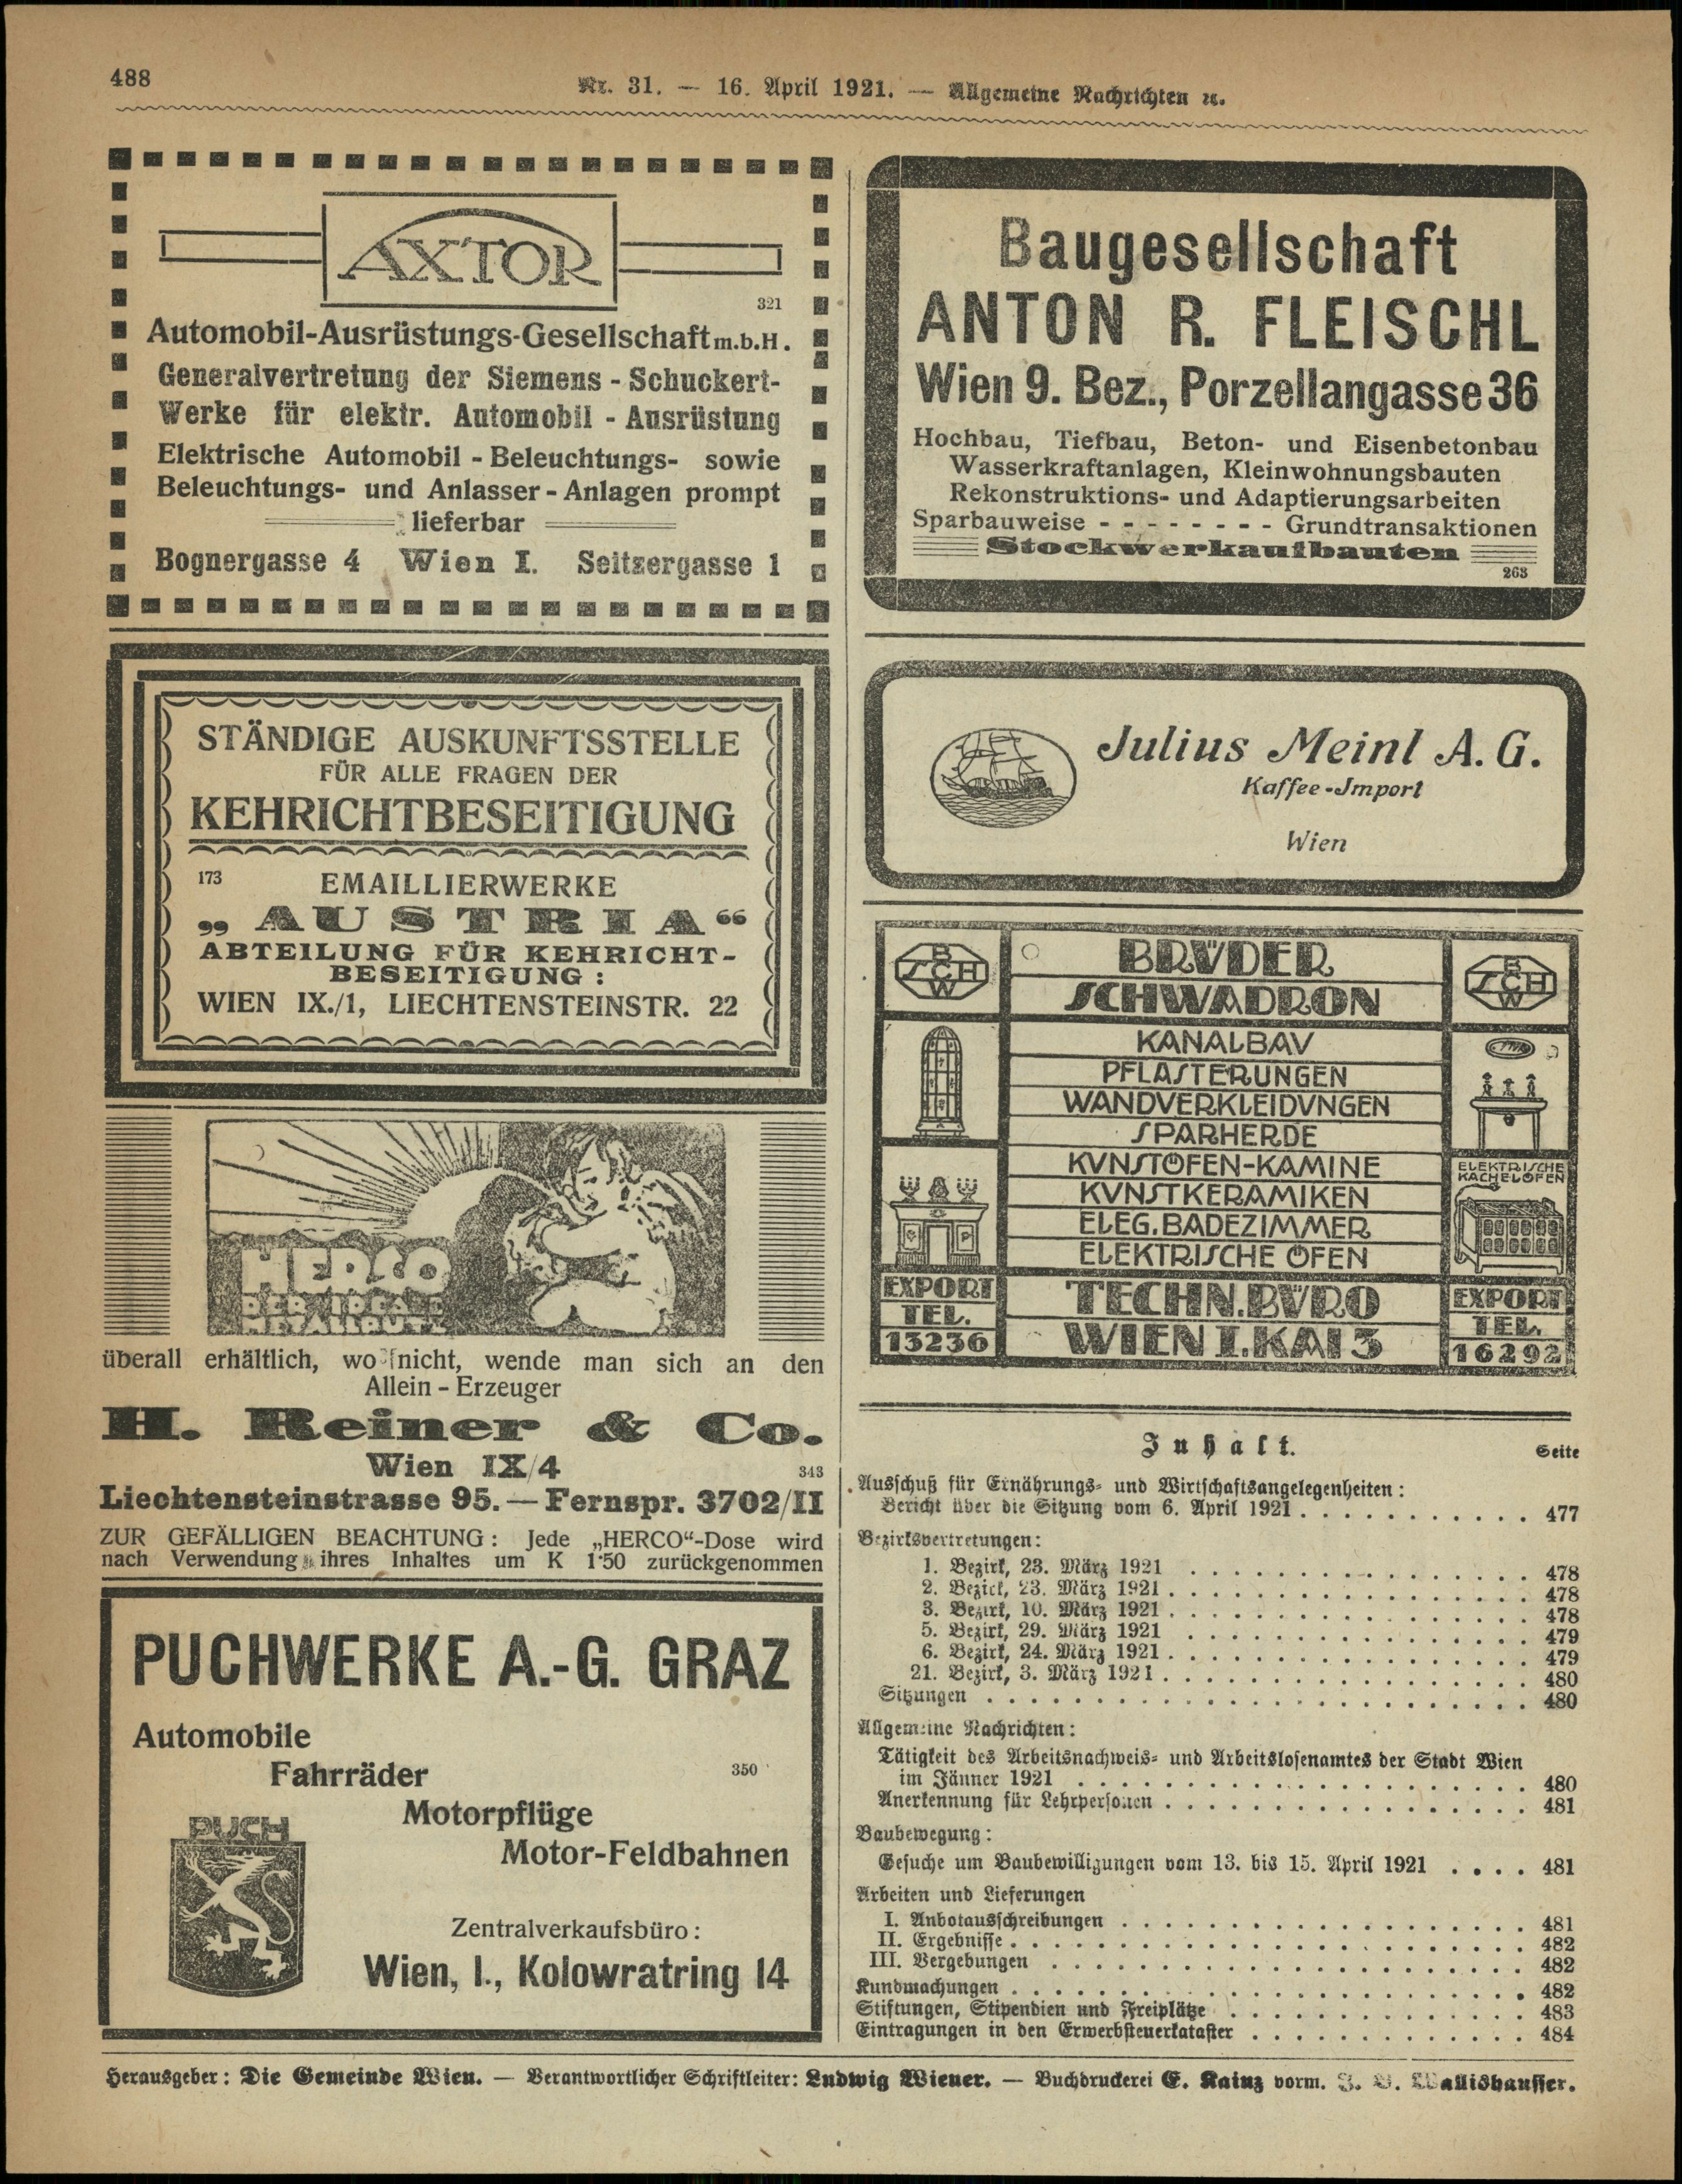 488
Nr. 31. — 16. April 1921. — Allgemeine Nachrichten ꝛc.
AXTOR
321
Automobil-Ausrüstungs-Gesellschaft m.b.H.
Generalvertretung der Siemens - Schuckert-
Werke für elektr. Automobil - Ausrüstung
Elektrische Automobil - Beleuchtungs- sowie
Beleuchtungs- und Anlasser - Anlagen prompt
lieferbar
Bognergasse 4 Wien I. Seitzergasse 1
STÄNDIGE AUSKUNFTSSTELLE
FÜR ALLE FRAGEN DER
KEHRICHTBESEITIGUNG
173 EMAILLIERWERKE
„AUSTRIA“
ABTEILUNG FÜR KEHRICHT-
BESEITIGUNG :
WIEN IX./1, LIECHTENSTEINSTR. 22
HERCO
DER IDEALE
METALLPUTZ
überall erhältlich, wo nicht, wende man sich an den
Allein - Erzeuger
H. Reiner & Co.
Wien IX/4 343
Liechtensteinstrasse 95. — Fernspr. 3702/II
ZUR GEFÄLLIGEN BEACHTUNG : Jede „HERCO“-Dose wird
nach Verwendung ihres Inhaltes um K 1·50 zurückgenommen
PUCHWERKE A.-G. GRAZ
Automobile
Fahrräder 350
Motorpflüge
Motor-Feldbahnen
PUCH
Zentralverkaufsbüro :
Wien, I., Kolowratring 14
Baugesellschaft
ANTON R. FLEISCHL
Wien 9. Bez., Porzellangasse 36
Hochbau, Tiefbau, Beton- und Eisenbetonbau
Wasserkraftanlagen, Kleinwohnungsbauten
Rekonstruktions- und Adaptierungsarbeiten
Sparbauweise - - - - - - - - Grundtransaktionen
Stockwerkaufbauten
263
Julius Meinl A. G.
Kaffee-Import
Wien
B
SCH
W
BRVDER
SCHWADRON
B
SCH
W
KANALBAV
PFLASTERUNGEN
WANDVERKLEIDVNGEN
SPARHERDE
KVNSTÖFEN-KAMINE
KVNSTKERAMIKEN
ELEG. BADEZIMMER
ELEKTRISCHE ÖFEN
ELEKTRISCHE
KACHELÖFEN
EXPORT
TEL.
13236
TECHN. BVRO
WIEN I. KAI 3
EXPORT
TEL.
16292
Inhalt. Seite
Ausschuß für Ernährungs- und Wirtschaftsangelegenheiten :
Bericht über die Sitzung vom 6. April 1921 . . . . . . . . . . . 477
Bezirksvertretungen :
1. Bezirk, 23. März 1921 . . . . . . . . . . . . . . . . 478
2. Bezirk, 23. März 1921 . . . . . . . . . . . . . . . . 478
3. Bezirk, 10. März 1921 . . . . . . . . . . . . . . . . 478
5. Bezirk, 29. März 1921 . . . . . . . . . . . . . . . . 479
6. Bezirk, 24. März 1921 . . . . . . . . . . . . . . . . 479
21. Bezirk, 3. März 1921 . . . . . . . . . . . . . . . . 480
Sitzungen . . . . . . . . . . . . . . . . . . . . . . . . 480
Allgemeine Nachrichten :
Tätigkeit des Arbeitsnachweis- und Arbeitslosenamtes der Stadt Wien
im Jänner 1921 . . . . . . . . . . . . . . . . . . . . 480
Anerkennung für Lehrpersonen . . . . . . . . . . . . . . . . 481
Baubewegung :
Gesuche um Baubewilligungen vom 13. bis 15. April 1921 . . . . 481
Arbeiten und Lieferungen
I. Anbotausschreibungen . . . . . . . . . . . . . . . . . . 481
II. Ergebnisse . . . . . . . . . . . . . . . . . . . . . . . 482
III. Vergebungen . . . . . . . . . . . . . . . . . . . . . . 482
Kundmachungen . . . . . . . . . . . . . . . . . . . . . . . 482
Stiftungen, Stipendien und Freiplätze . . . . . . . . . . . . . 483
Eintragungen in den Erwerbsteuerkataster . . . . . . . . . . . . 484
Herausgeber : Die Gemeinde Wien. — Verantwortlicher Schriftleiter: Ludwig Wiener. — Buchdruckerei E. Kainz vorm. J. B. Wallishausser.